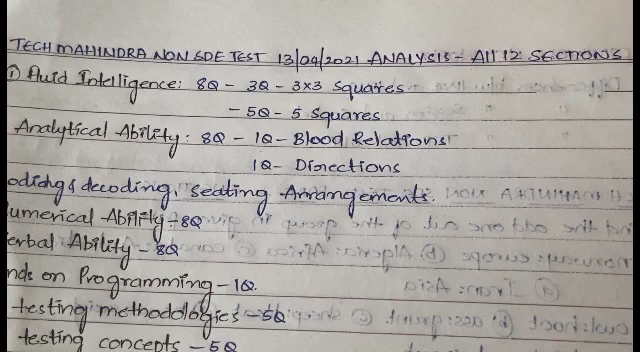 TECH MAHINDRA NON SDE TEST 13/04/2021 ANALYSIS - All 12 SECTIONS
① Fluid Intelligence: 8Q - 3Q - 3x3 Squares
- 5Q - 5 Squares
Analytical Ability: 8Q - 1Q - Blood Relations
1Q - Directions
oding & decoding, Seating Arrangements.
umerical Ability - 8Q
erbal Ability - 8Q
nds on Programming - 1Q.
testing methodologies - 5Q
testing concepts - 5Q